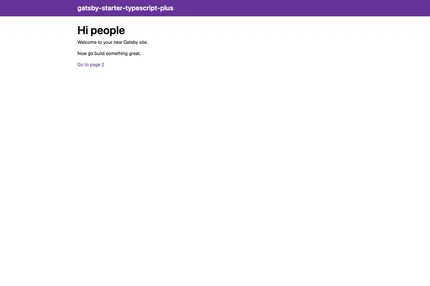 gatsby-starter-typescript-plus
Hi people
Welcome to your new Gatsby site.
Now go build something great.
Go to page 2